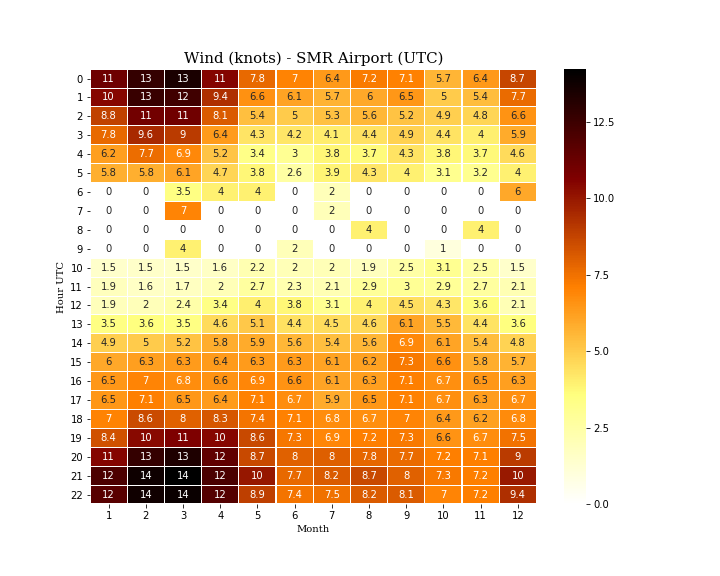 Wind (knots) - SMR Airport (UTC)
0 11 13 13 11 7.8 7 6.4 7.2 7.1 5.7 6.4 8.7
1 10 13 12 9.4 6.6 6.1 5.7 6 6.5 5 5.4 7.7
2 8.8 11 11 8.1 5.4 5 5.3 5.6 5.2 4.9 4.8 6.6
3 7.8 9.6 9 6.4 4.3 4.2 4.1 4.4 4.9 4.4 4 5.9
4 6.2 7.7 6.9 5.2 3.4 3 3.8 3.7 4.3 3.8 3.7 4.6
5 5.8 5.8 6.1 4.7 3.8 2.6 3.9 4.3 4 3.1 3.2 4
6 0 0 3.5 4 4 0 2 0 0 0 0 6
7 0 0 7 0 0 0 2 0 0 0 0 0
8 0 0 0 0 0 0 0 4 0 0 4 0
9 0 0 4 0 0 2 0 0 0 1 0 0
10 1.5 1.5 1.5 1.6 2.2 2 2 1.9 2.5 3.1 2.5 1.5
11 1.9 1.6 1.7 2 2.7 2.3 2.1 2.9 3 2.9 2.7 2.1
12 1.9 2 2.4 3.4 4 3.8 3.1 4 4.5 4.3 3.6 2.1
13 3.5 3.6 3.5 4.6 5.1 4.4 4.5 4.6 6.1 5.5 4.4 3.6
14 4.9 5 5.2 5.8 5.9 5.6 5.4 5.6 6.9 6.1 5.4 4.8
15 6 6.3 6.3 6.4 6.3 6.3 6.1 6.2 7.3 6.6 5.8 5.7
16 6.5 7 6.8 6.6 6.9 6.6 6.1 6.3 7.1 6.7 6.5 6.3
17 6.5 7.1 6.5 6.4 7.1 6.7 5.9 6.5 7.1 6.7 6.3 6.7
18 7 8.6 8 8.3 7.4 7.1 6.8 6.7 7 6.4 6.2 6.8
19 8.4 10 11 10 8.6 7.3 6.9 7.2 7.3 6.6 6.7 7.5
20 11 13 13 12 8.7 8 8 7.8 7.7 7.2 7.1 9
21 12 14 14 12 10 7.7 8.2 8.7 8 7.3 7.2 10
22 12 14 14 12 8.9 7.4 7.5 8.2 8.1 7 7.2 9.4
1 2 3 4 5 6 7 8 9 10 11 12
Month
Hour UTC
12.5
10.0
7.5
5.0
2.5
0.0